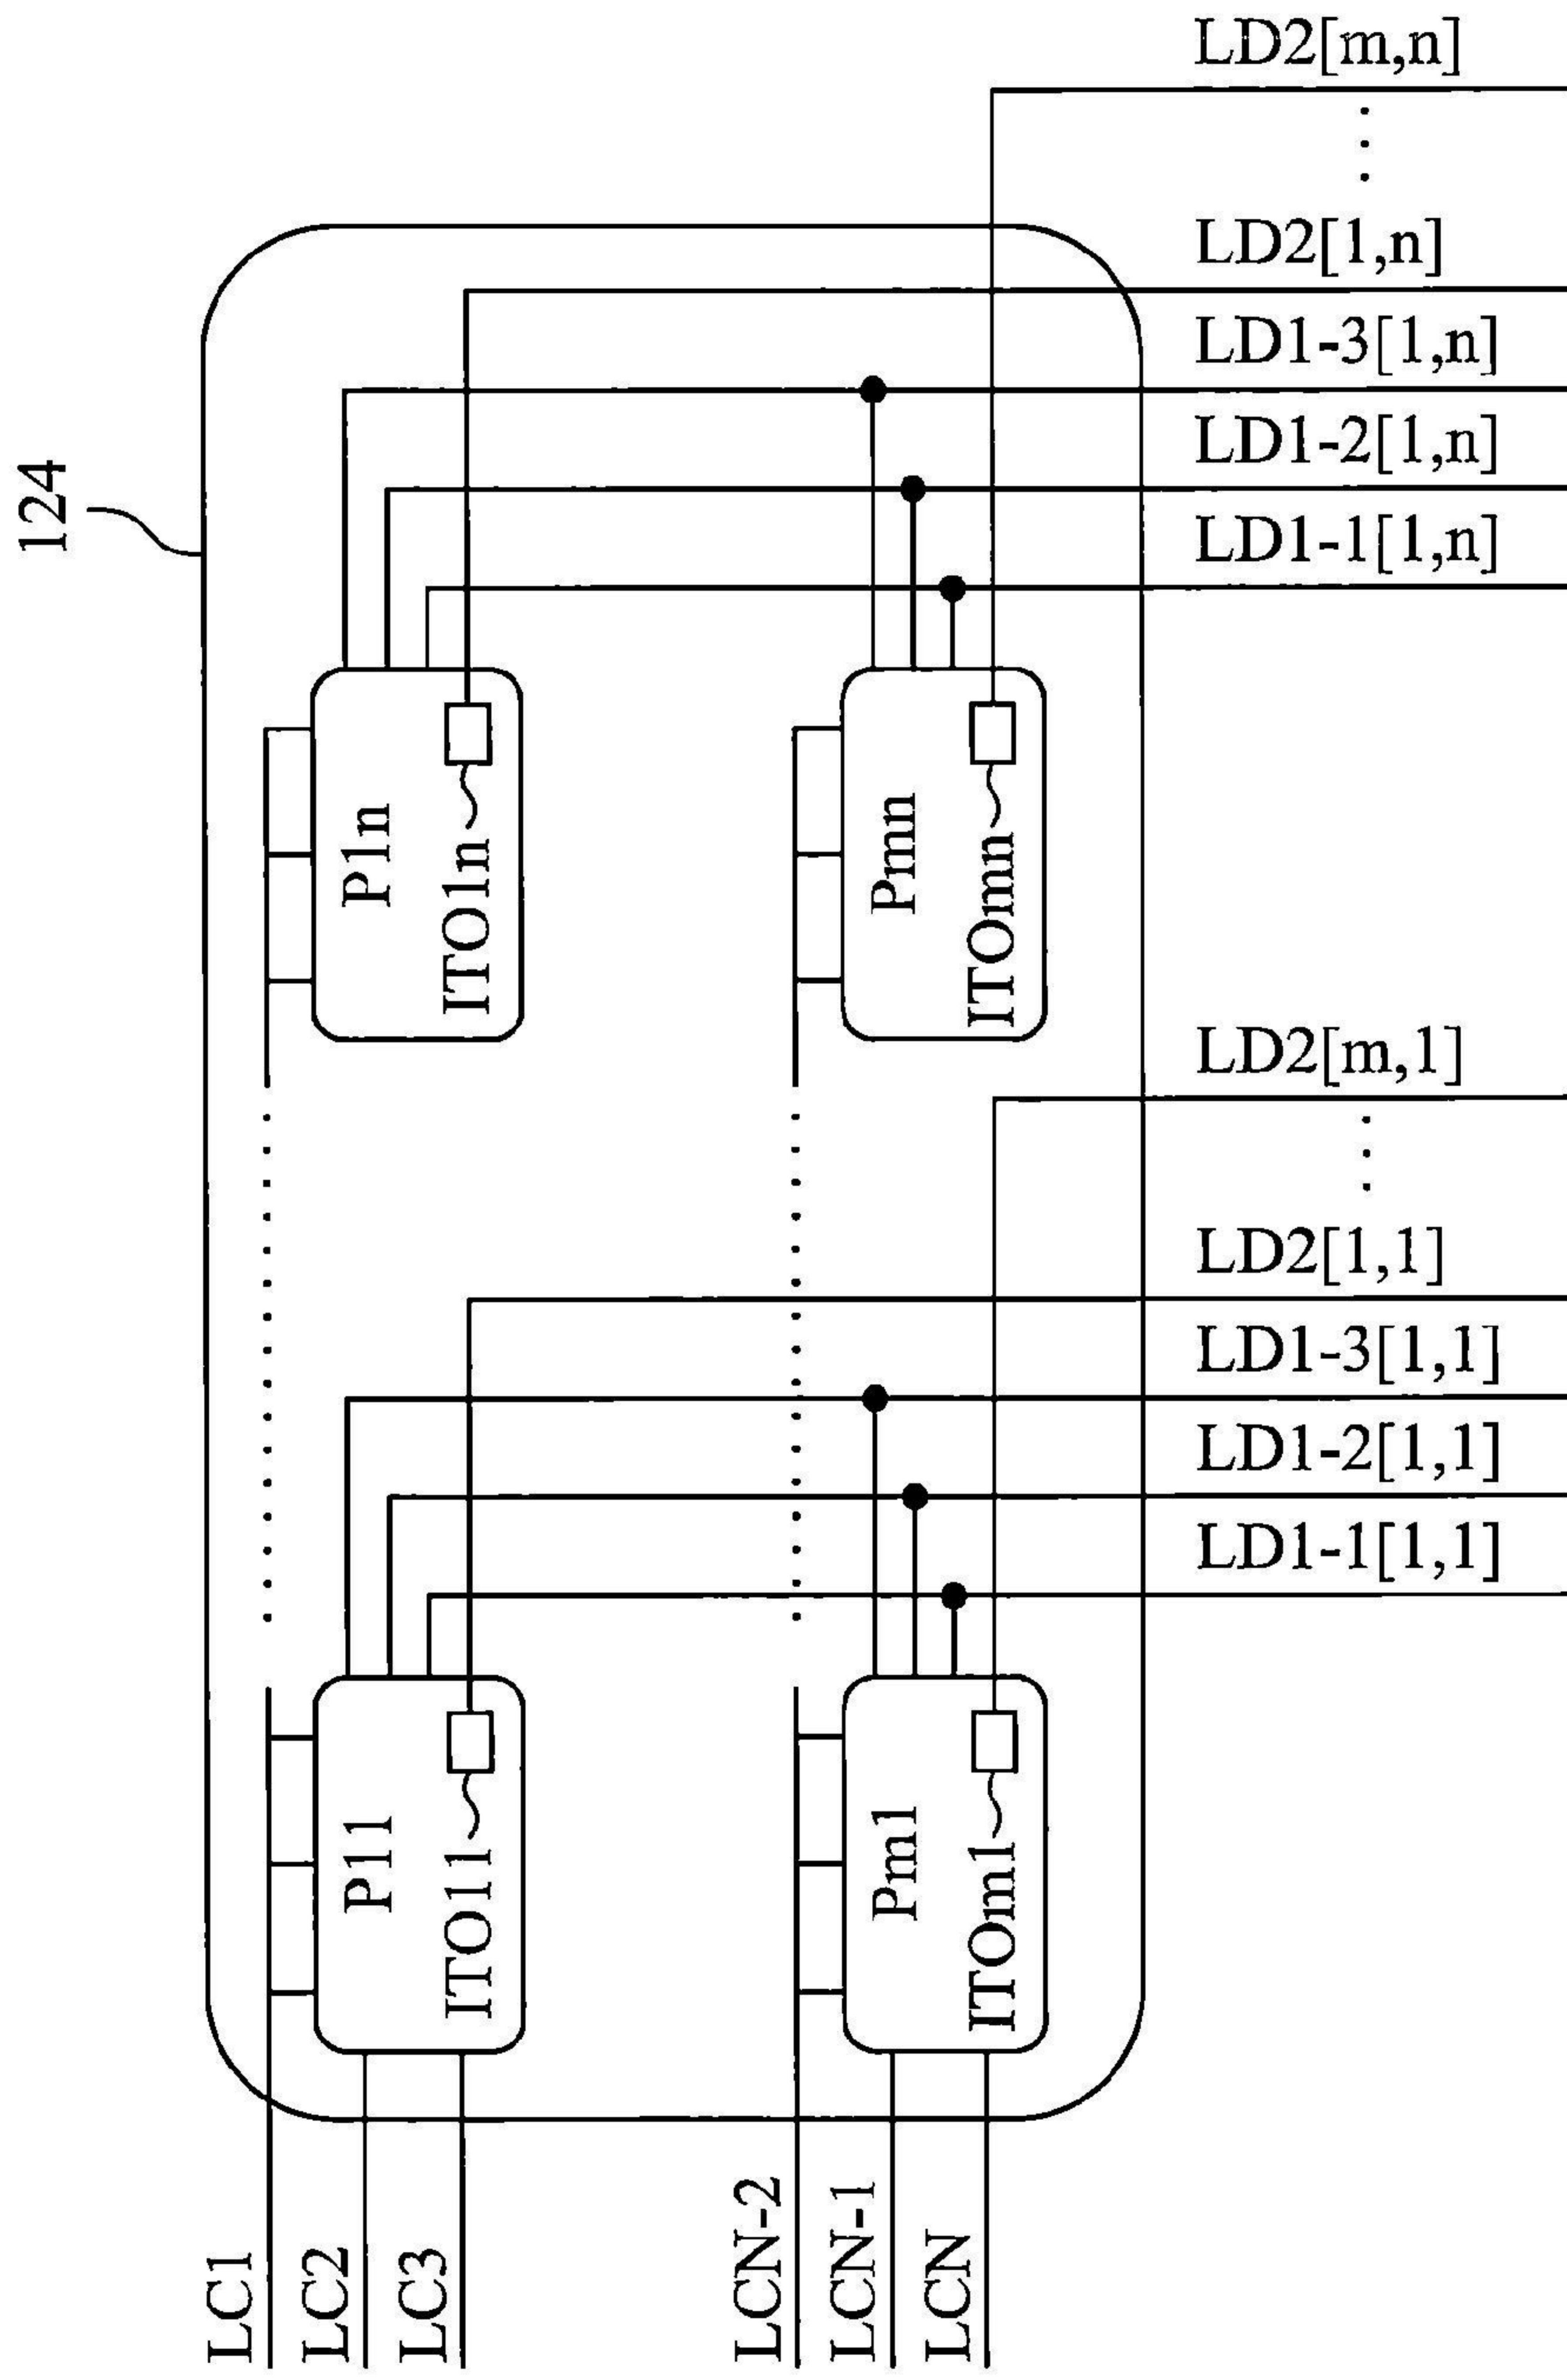 LD2[m,n]
LD2[1,n]
LD1-3[1,n]
LD1-2[1,n]
LD1-1[1,n]
124
P1n
ITO1n
Pmn
ITOmn
LD2[m,1]
LD2[1,1]
LD1-3[1,1]
LD1-2[1,1]
LD1-1[1,1]
P11
ITO11
Pm1
ITOm1
LC1
LC2
LC3
LCN-2
LCN-1
LCN